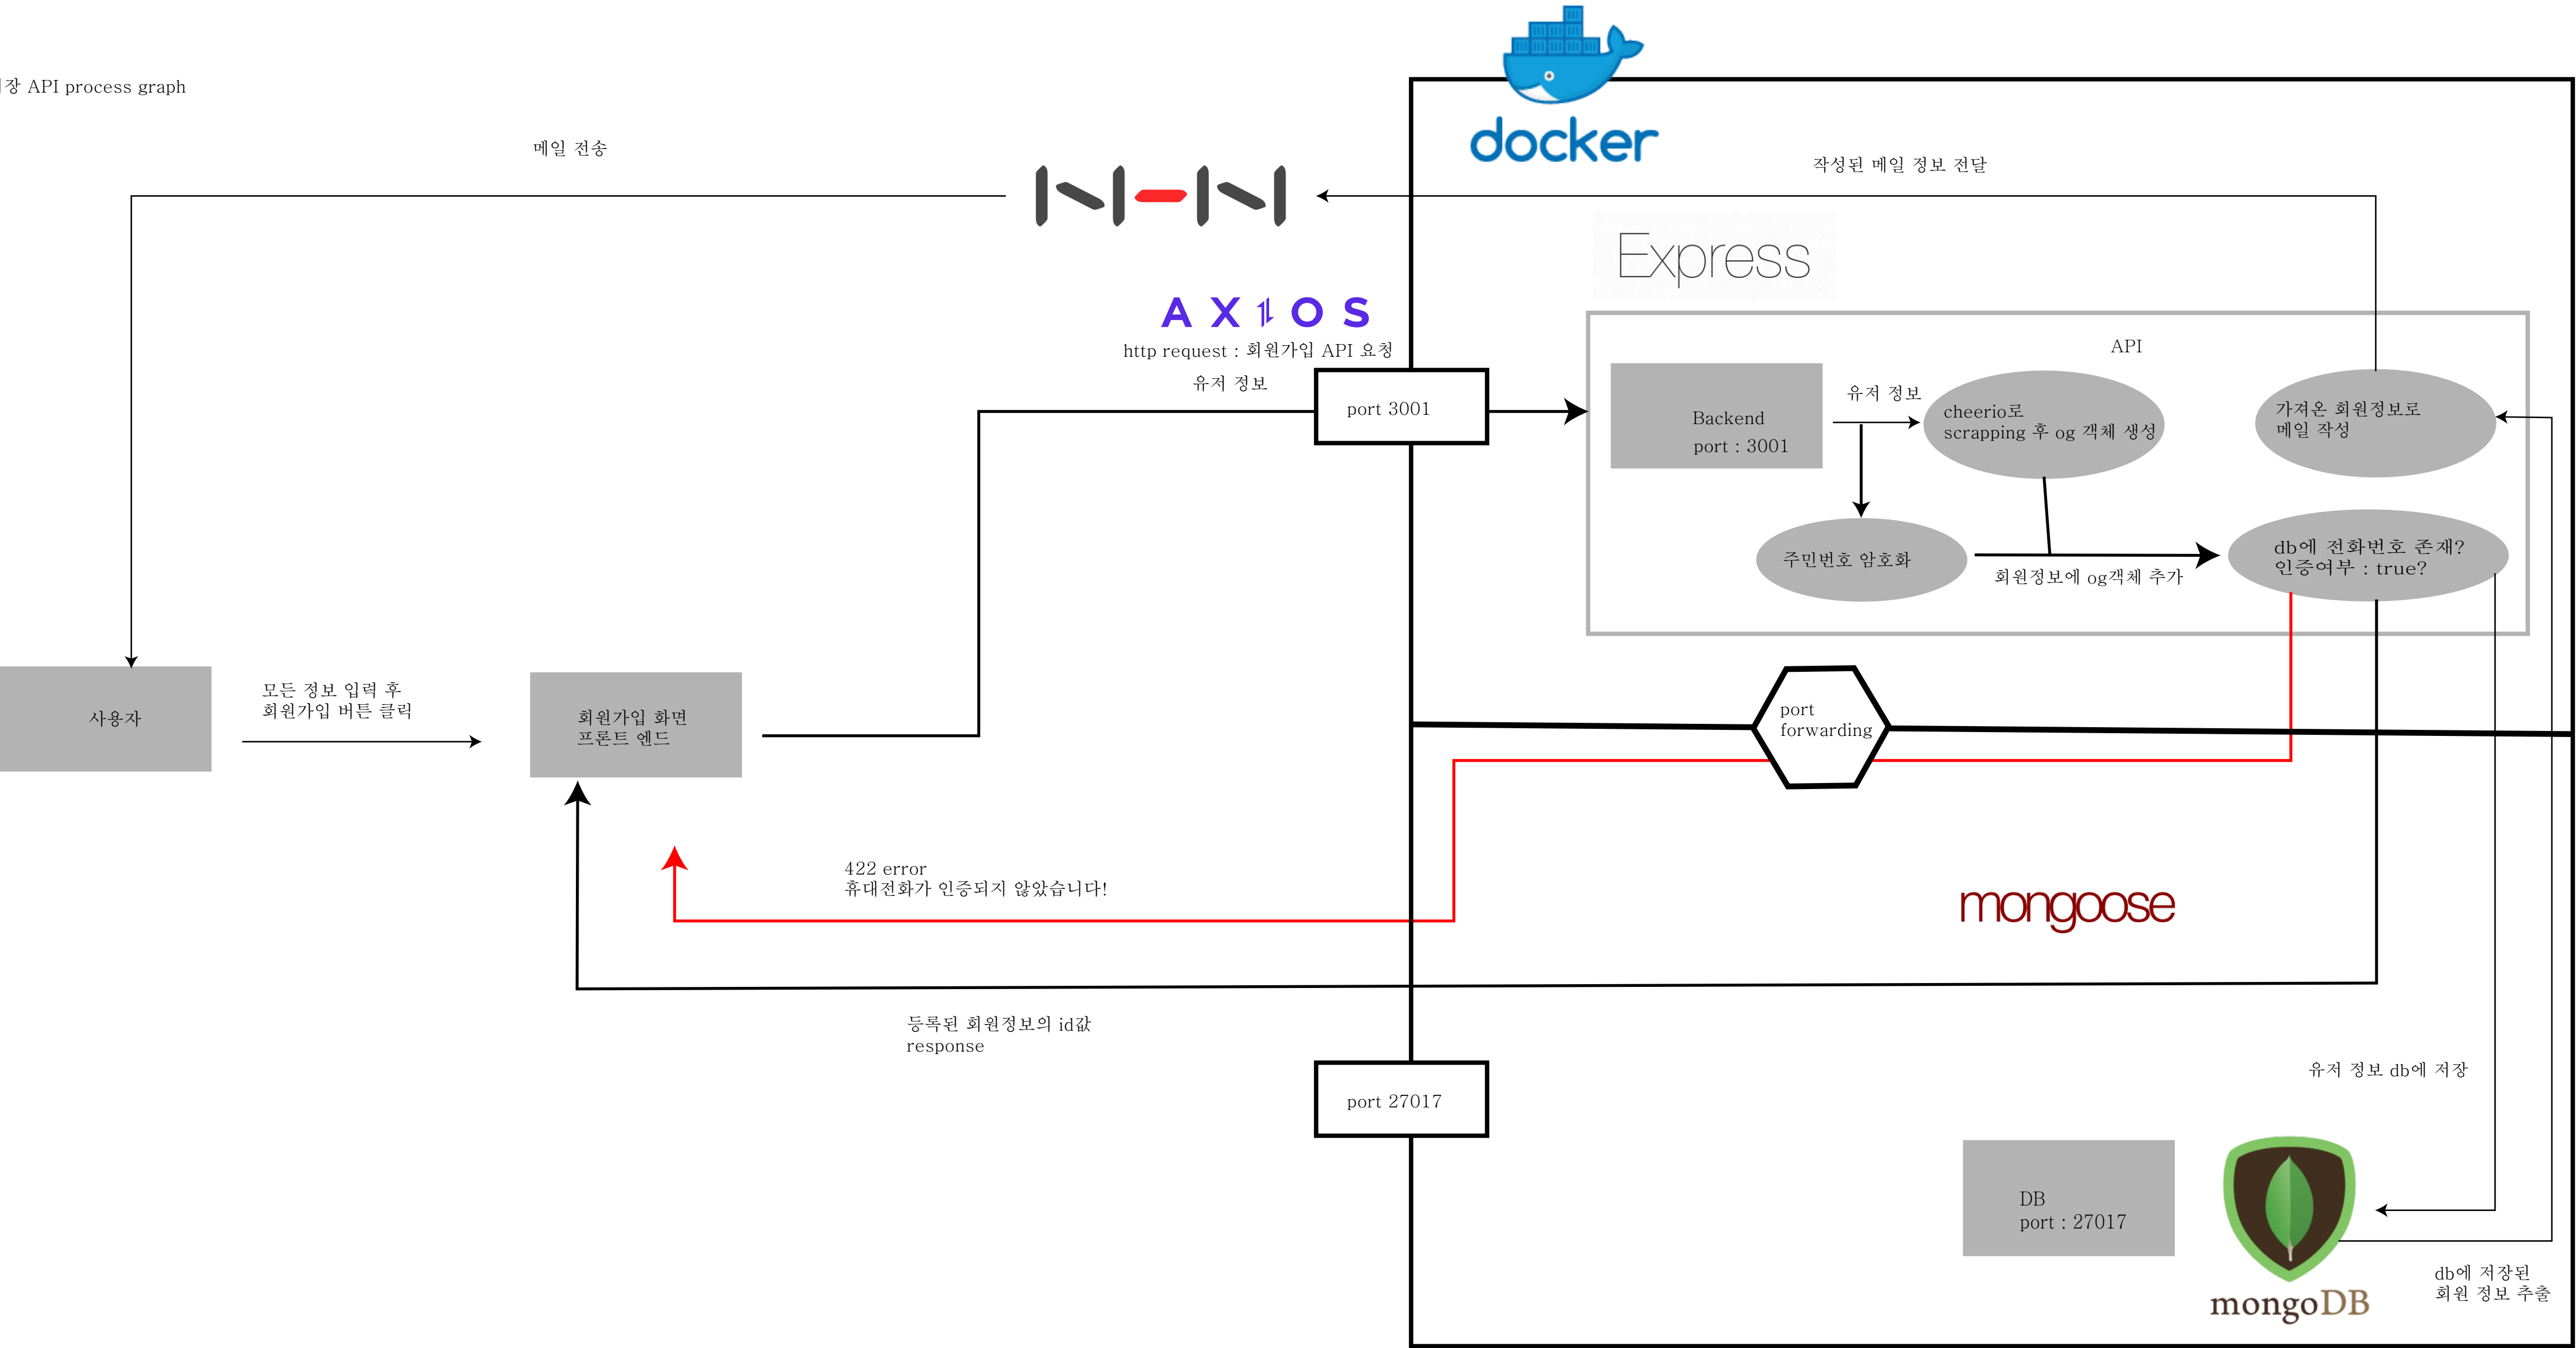 API process graph
docker
메일 전송
작성된 메일 정보 전달
NHN
Express
AXIOS
http request : 회원가입 API 요청
유저 정보
port 3001
API
Backend
port : 3001
유저 정보
cheerio로
scrapping 후 og 객체 생성
가져온 회원정보로
메일 작성
주민번호 암호화
회원정보에 og객체 추가
db에 전화번호 존재?
인증여부 : true?
사용자
모든 정보 입력 후
회원가입 버튼 클릭
회원가입 화면
프론트 엔드
port
forwarding
422 error
휴대전화가 인증되지 않았습니다!
mongoose
등록된 회원정보의 id값
response
port 27017
유저 정보 db에 저장
DB
port : 27017
mongoDB
db에 저장된
회원 정보 추출